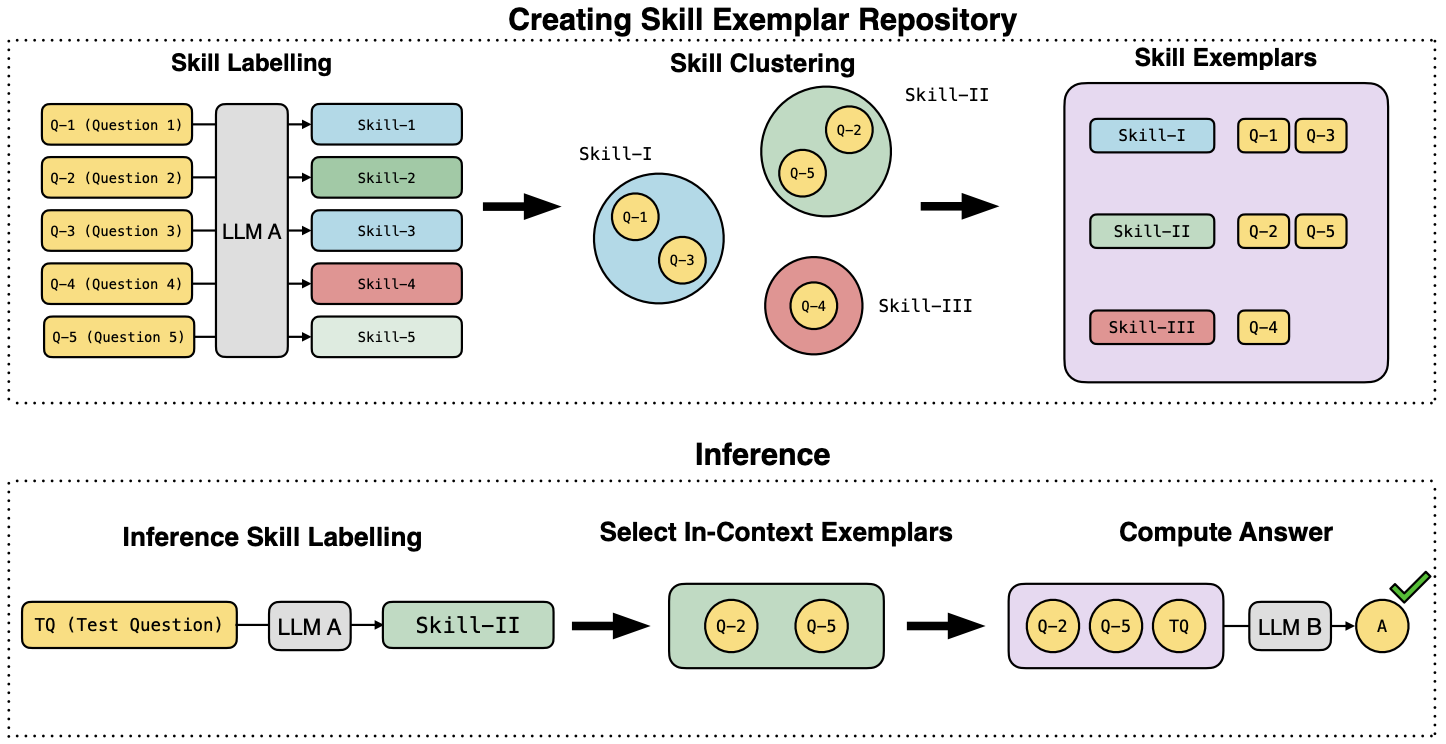 Creating Skill Exemplar Repository
Skill Labelling
Q-1 (Question 1)
Q-2 (Question 2)
Q-3 (Question 3)
Q-4 (Question 4)
Q-5 (Question 5)
LLM A
Skill-1
Skill-2
Skill-3
Skill-4
Skill-5
Skill Clustering
Skill-I
Q-1
Q-3
Skill-II
Q-2
Q-5
Q-4
Skill-III
Skill Exemplars
Skill-I Q-1 Q-3
Skill-II Q-2 Q-5
Skill-III Q-4
Inference
Inference Skill Labelling
TQ (Test Question)
LLM A
Skill-II
Select In-Context Exemplars
Q-2 Q-5
Compute Answer
Q-2 Q-5 TQ
LLM B
A